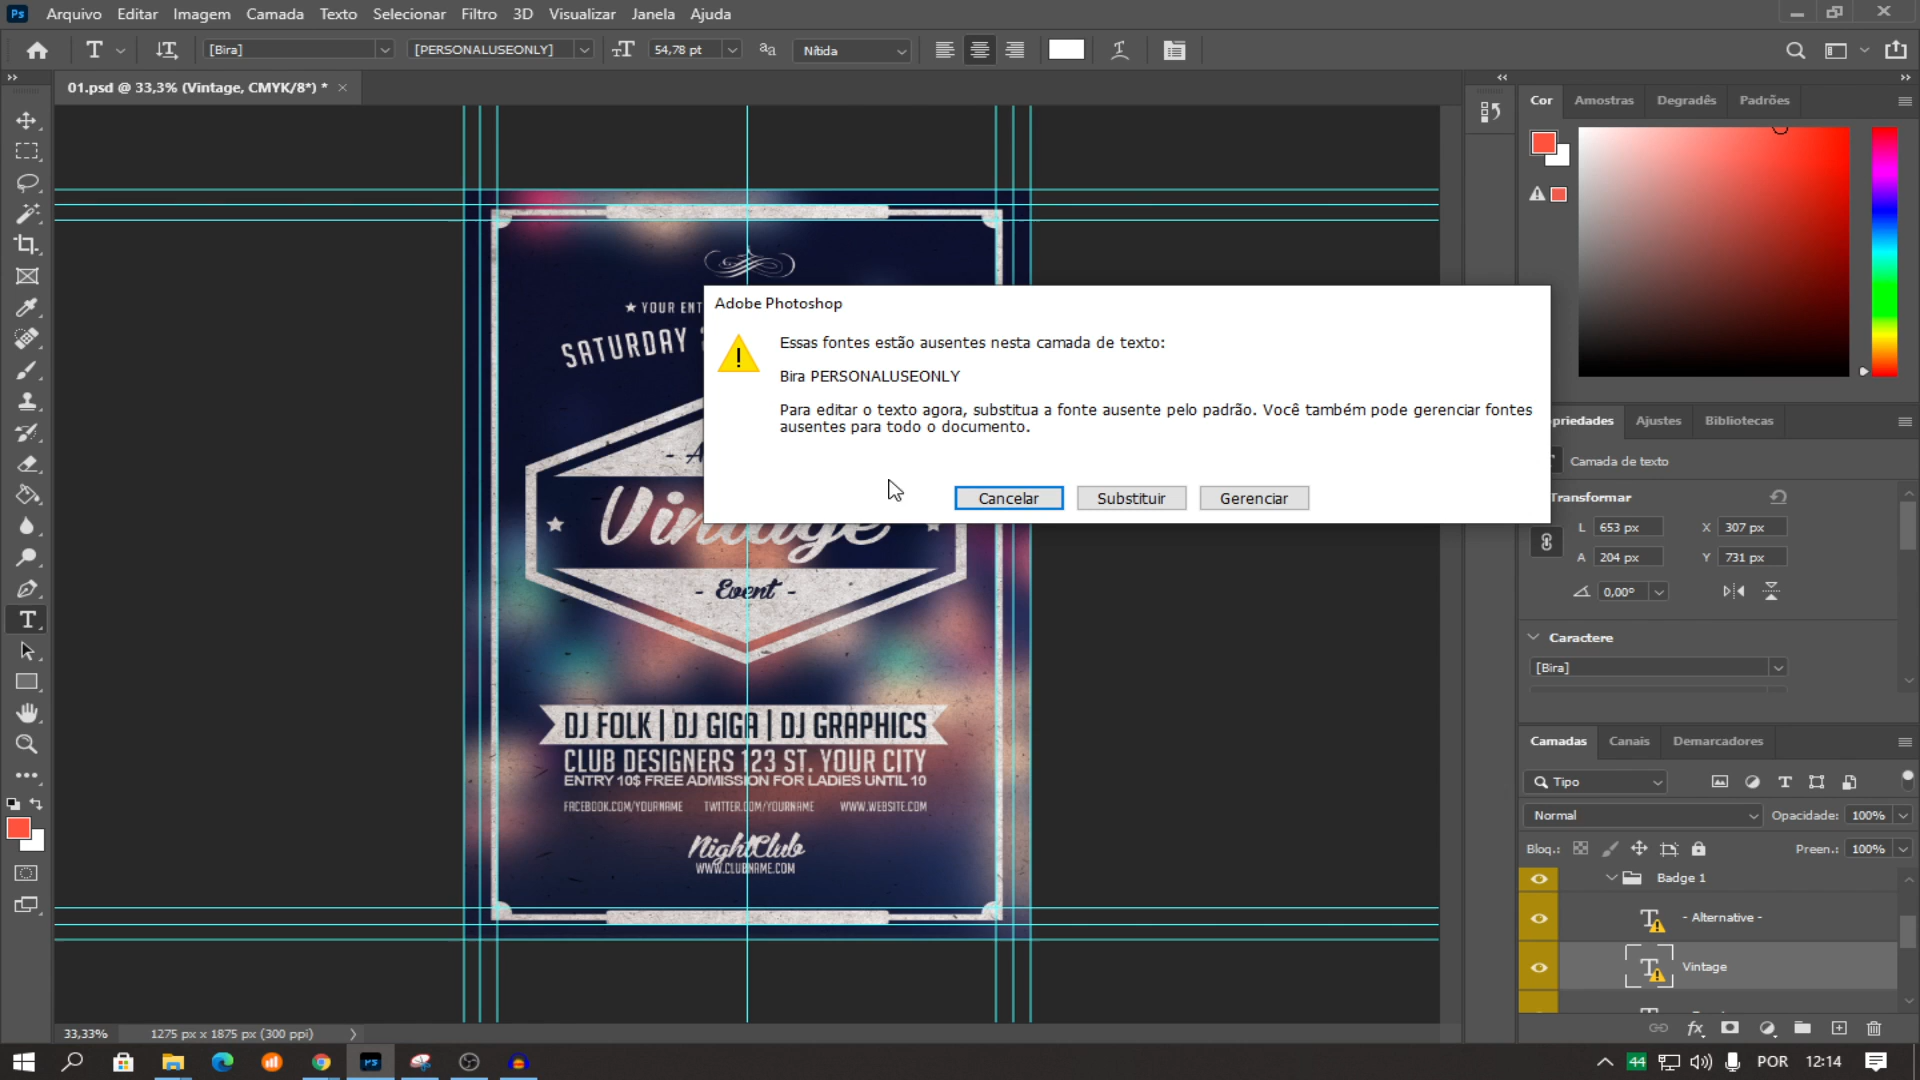 Ps Arquivo Editar Imagem Camada Texto Selecionar Filtro 3D Visualizar Janela Ajuda
[Bira] [PERSONALUSEONLY] 54,78 pt aa Nítida
01.psd @ 33,3% (Vintage, CMYK/8*) *
Cor Amostras Degradês Padrões
★ YOUR ENT
SATURDAY
Adobe Photoshop
Essas fontes estão ausentes nesta camada de texto:
Bira PERSONALUSEONLY
Para editar o texto agora, substitua a fonte ausente pelo padrão. Você também pode gerenciar fontes
ausentes para todo o documento.
Cancelar Substituir Gerenciar
Vintage
- Event -
DJ FOLK | DJ GIGA | DJ GRAPHICS
CLUB DESIGNERS 123 ST. YOUR CITY
ENTRY 10$ FREE ADMISSION FOR LADIES UNTIL 10
FACEBOOK.COM/YOURNAME TWITTER.COM/YOURNAME WWW.WEBSITE.COM
NightClub
WWW.CLUBNAME.COM
priedades Ajustes Bibliotecas
Camada de texto
Transformar
L 653 px X 307 px
A 204 px Y 731 px
0,00°
Caractere
[Bira]
Camadas Canais Demarcadores
Tipo
Normal Opacidade: 100%
Bloq.: Preen.: 100%
Badge 1
- Alternative -
Vintage
fx
33,33% 1275 px x 1875 px (300 ppi)
Ps 44 POR 12:14